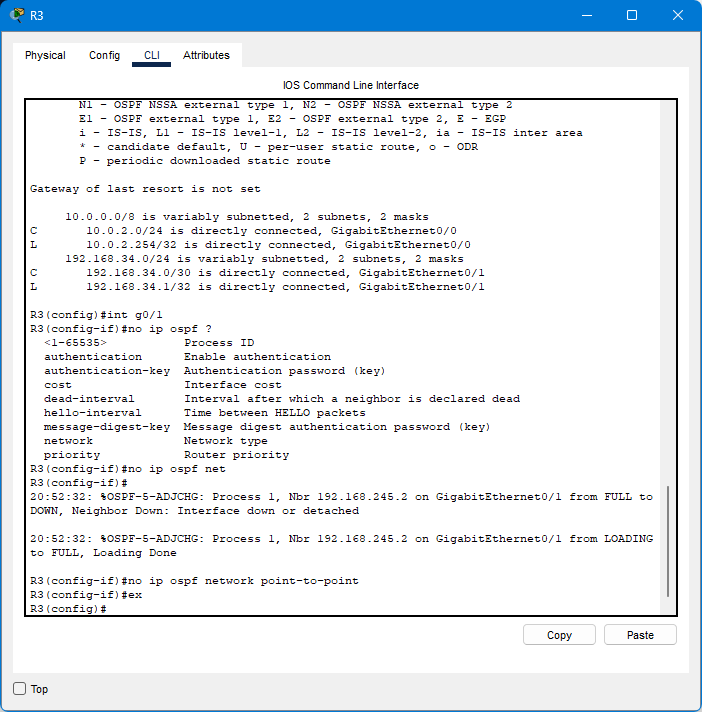 R3
Physical Config CLI Attributes
IOS Command Line Interface
N1 - OSPF NSSA external type 1, N2 - OSPF NSSA external type 2
E1 - OSPF external type 1, E2 - OSPF external type 2, E - EGP
i - IS-IS, L1 - IS-IS level-1, L2 - IS-IS level-2, ia - IS-IS inter area
* - candidate default, U - per-user static route, o - ODR
P - periodic downloaded static route
Gateway of last resort is not set
10.0.0.0/8 is variably subnetted, 2 subnets, 2 masks
C 10.0.2.0/24 is directly connected, GigabitEthernet0/0
L 10.0.2.254/32 is directly connected, GigabitEthernet0/0
192.168.34.0/24 is variably subnetted, 2 subnets, 2 masks
C 192.168.34.0/30 is directly connected, GigabitEthernet0/1
L 192.168.34.1/32 is directly connected, GigabitEthernet0/1
R3(config)#int g0/1
R3(config-if)#no ip ospf ?
<1-65535> Process ID
authentication Enable authentication
authentication-key Authentication password (key)
cost Interface cost
dead-interval Interval after which a neighbor is declared dead
hello-interval Time between HELLO packets
message-digest-key Message digest authentication password (key)
network Network type
priority Router priority
R3(config-if)#no ip ospf net
R3(config-if)#
20:52:32: %OSPF-5-ADJCHG: Process 1, Nbr 192.168.245.2 on GigabitEthernet0/1 from FULL to
DOWN, Neighbor Down: Interface down or detached
20:52:32: %OSPF-5-ADJCHG: Process 1, Nbr 192.168.245.2 on GigabitEthernet0/1 from LOADING
to FULL, Loading Done
R3(config-if)#no ip ospf network point-to-point
R3(config-if)#ex
R3(config)#
Copy Paste
Top